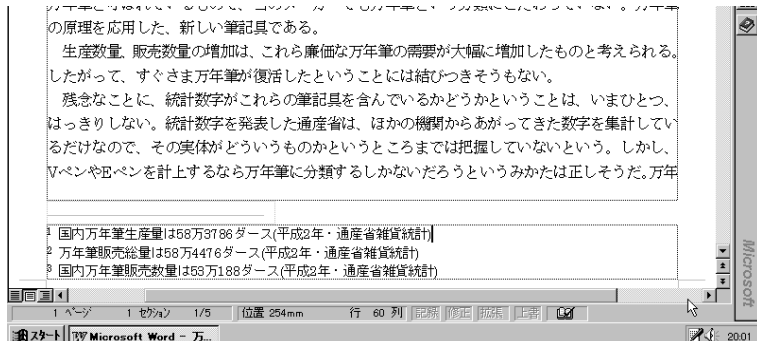 の原理を応用した、新しい筆記具である。
生産数量、販売数量の増加は、これら廉価な万年筆の需要が大幅に増加したものと考えられる。
したがって、すぐさま万年筆が復活したということには結びつきそうもない。
残念なことに、統計数字がこれらの筆記具を含んでいるかどうかということは、いまひとつ、
はっきりしない。統計数字を発表した通産省は、ほかの機関からあがってきた数字を集計してい
るだけなので、その実体がどういうものかというところまでは把握していないという。しかし、
VペンやEペンを計上するなら万年筆に分類するしかないだろうというみかたは正しそうだ。万年
1 国内万年筆生産量は58万3786ダース(平成2年・通産省雑貨統計)
2 万年筆販売総量は58万4476ダース(平成2年・通産省雑貨統計)
3 国内万年筆販売数量は53万188ダース(平成2年・通産省雑貨統計)
Microsoft
1 ページ 1 セクション 1/5 位置 254mm 行 60 列 記録 修正 拡張 上書
スタート Microsoft Word - 万... 20:01